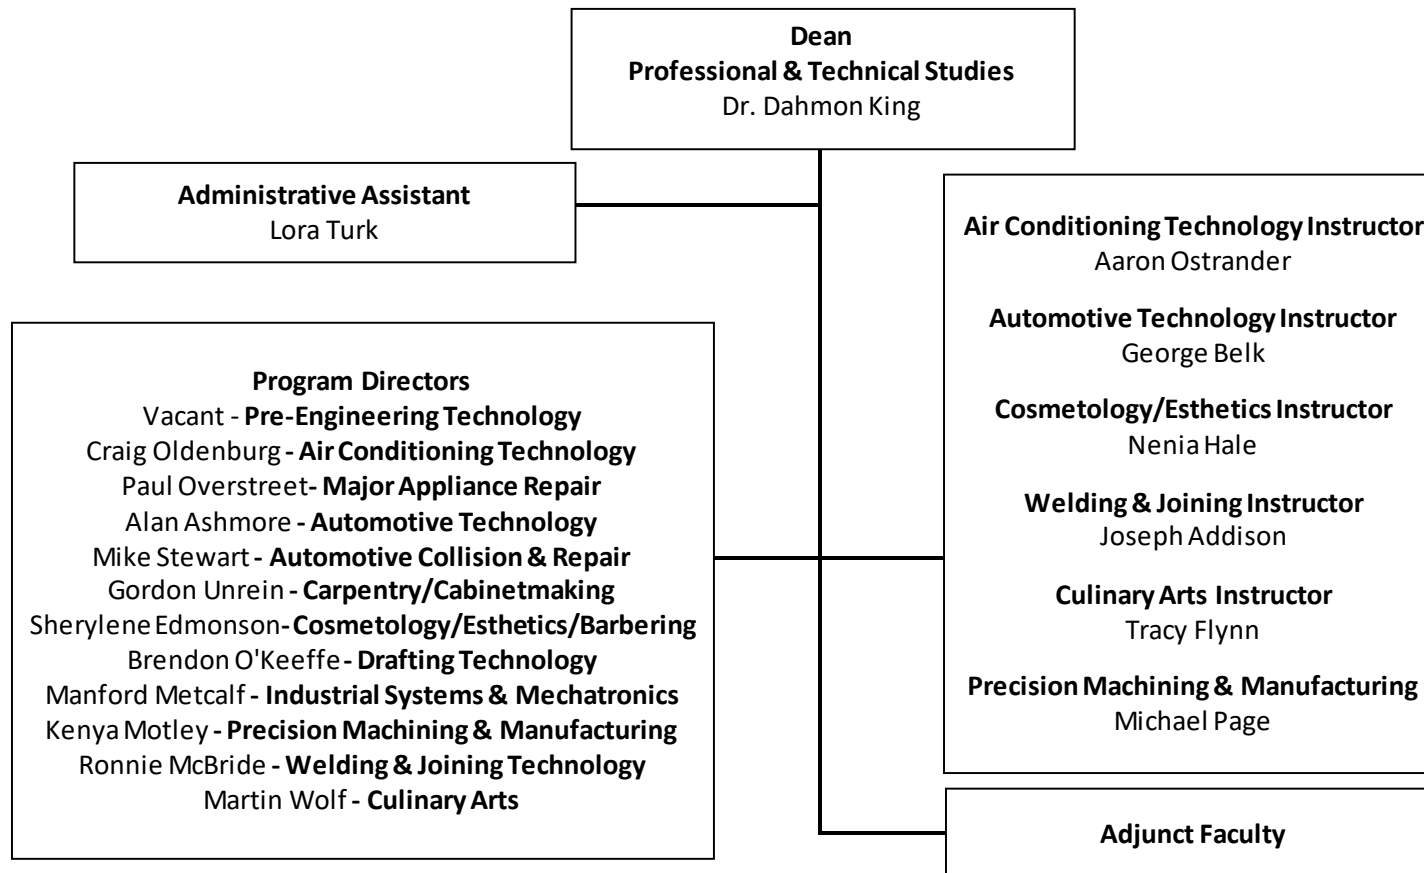 Dean
Professional & Technical Studies
Dr. Dahmon King
Administrative Assistant
Lora Turk
Program Directors
Vacant - Pre-Engineering Technology
Craig Oldenburg - Air Conditioning Technology
Paul Overstreet- Major Appliance Repair
Alan Ashmore - Automotive Technology
Mike Stewart - Automotive Collision & Repair
Gordon Unrein - Carpentry/Cabinetmaking
Sherylene Edmonson- Cosmetology/Esthetics/Barbering
Brendon O'Keeffe - Drafting Technology
Manford Metcalf - Industrial Systems & Mechatronics
Kenya Motley - Precision Machining & Manufacturing
Ronnie McBride - Welding & Joining Technology
Martin Wolf - Culinary Arts
Air Conditioning Technology Instructor
Aaron Ostrander
Automotive Technology Instructor
George Belk
Cosmetology/Esthetics Instructor
Nenia Hale
Welding & Joining Instructor
Joseph Addison
Culinary Arts Instructor
Tracy Flynn
Precision Machining & Manufacturing
Michael Page
Adjunct Faculty